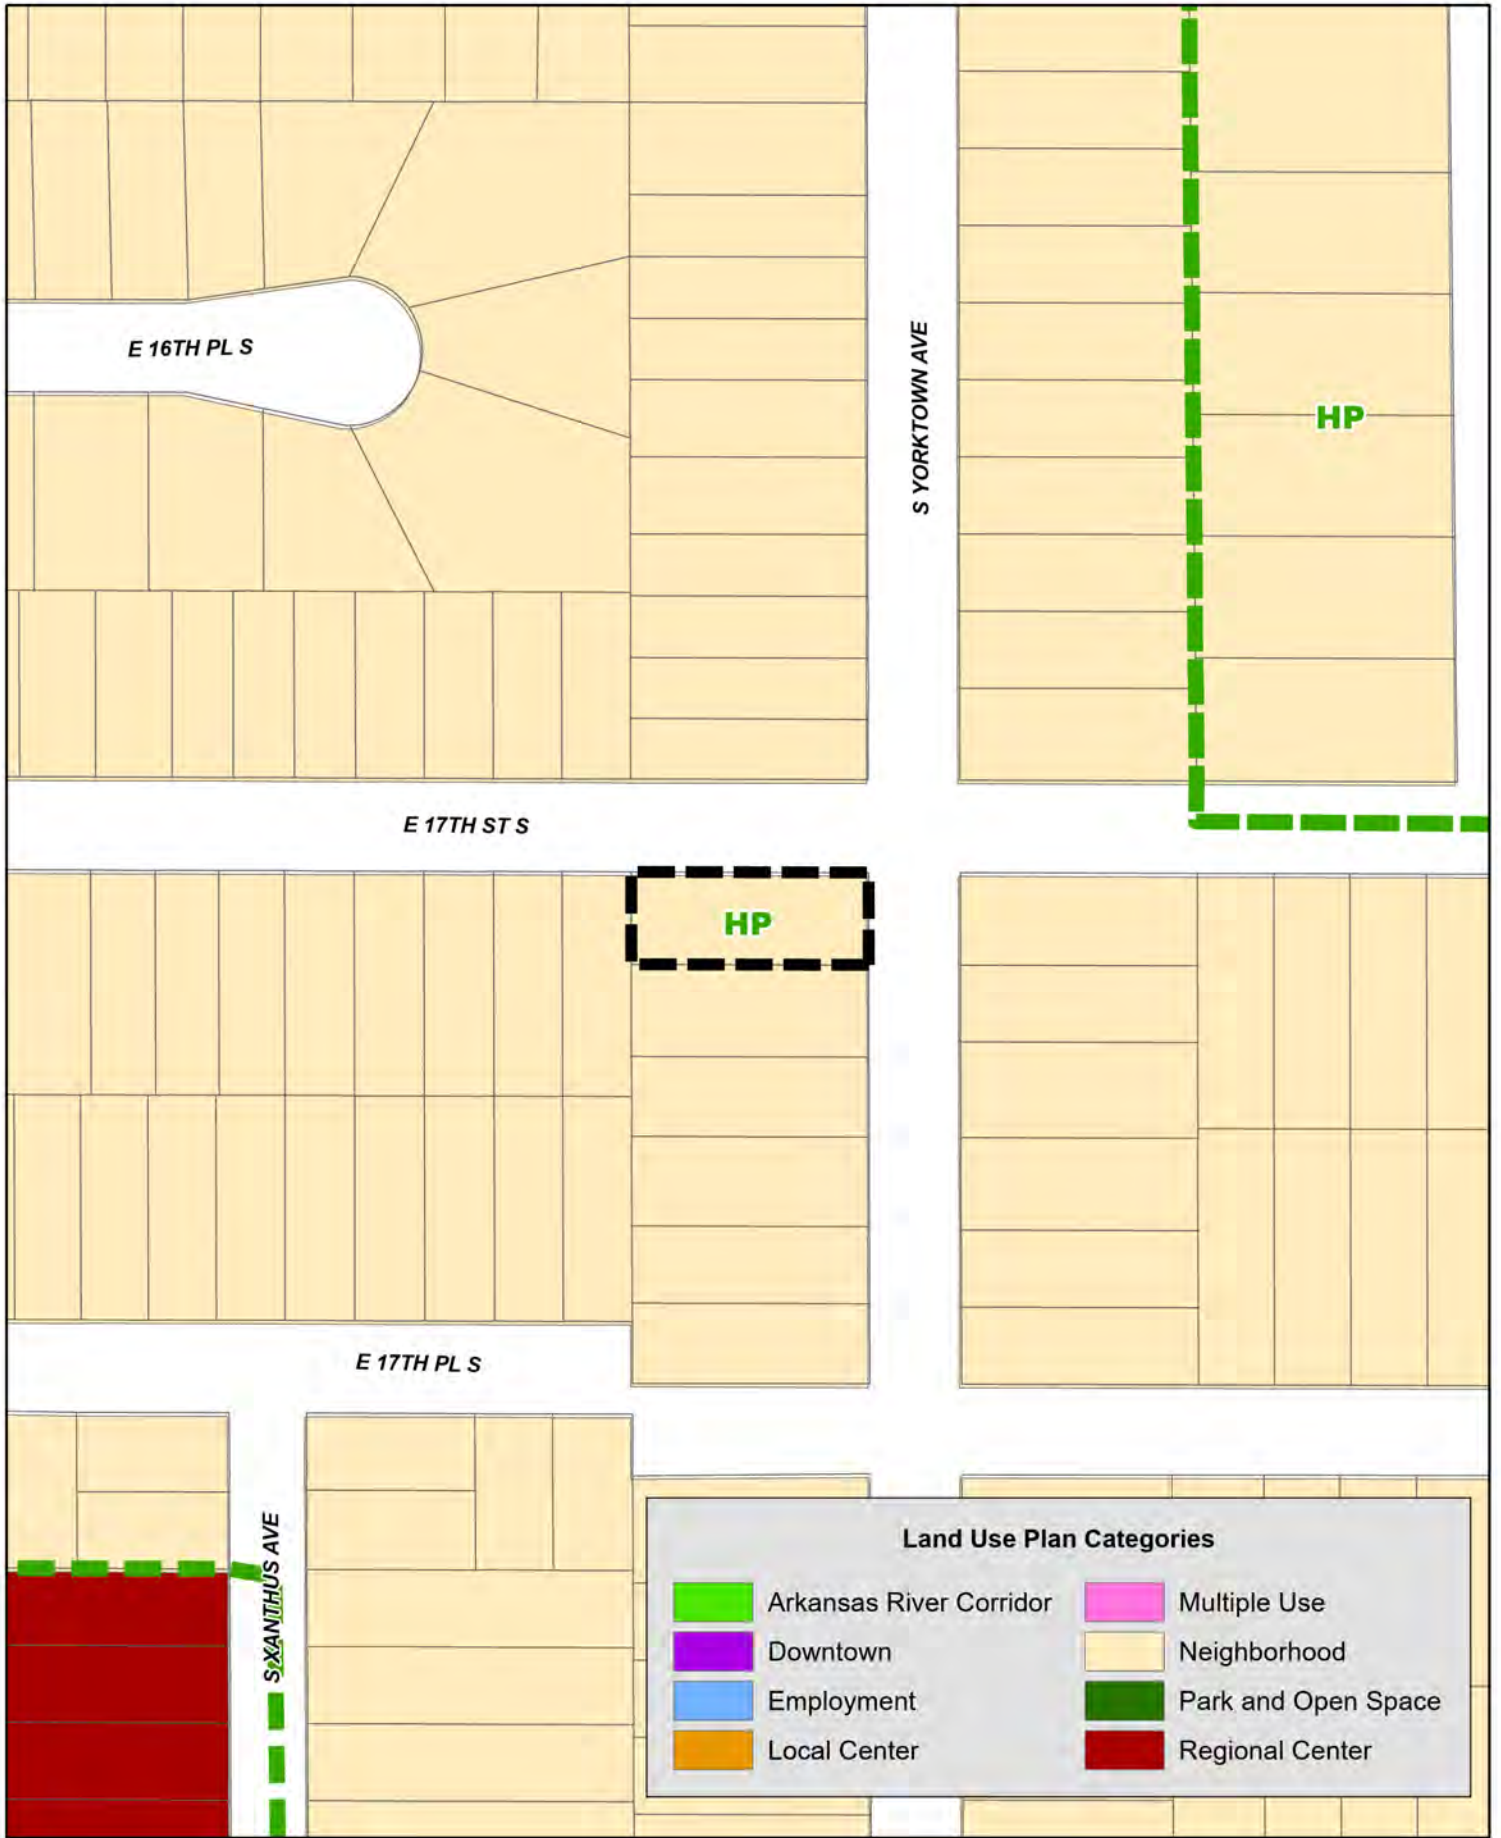 E 16TH PL S
S YORKTOWN AVE
HP
E 17TH ST S
HP
E 17TH PL S
S XANTHUS AVE
Land Use Plan Categories
Arkansas River Corridor
Downtown
Employment
Local Center
Multiple Use
Neighborhood
Park and Open Space
Regional Center